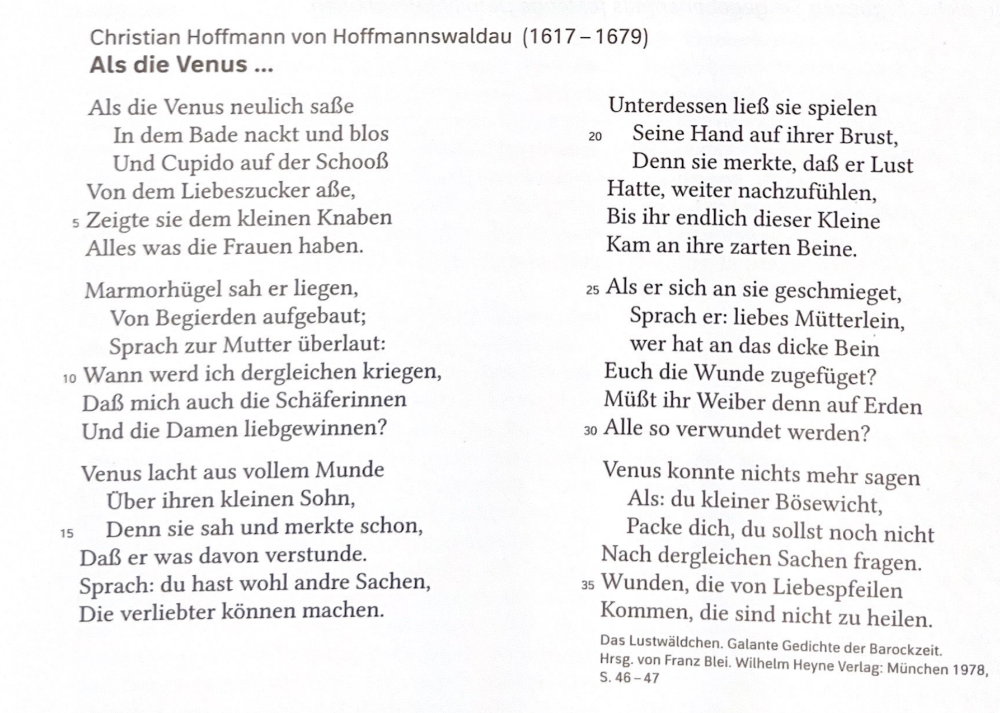 Christian Hoffmann von Hoffmannswaldau (1617 – 1679)
Als die Venus ...
Als die Venus neulich saße
In dem Bade nackt und blos
Und Cupido auf der Schooß
Von dem Liebeszucker aße,
5 Zeigte sie dem kleinen Knaben
Alles was die Frauen haben.
Marmorhügel sah er liegen,
Von Begierden aufgebaut;
Sprach zur Mutter überlaut:
10 Wann werd ich dergleichen kriegen,
Daß mich auch die Schäferinnen
Und die Damen liebgewinnen?
Venus lacht aus vollem Munde
Über ihren kleinen Sohn,
15 Denn sie sah und merkte schon,
Daß er was davon verstunde.
Sprach: du hast wohl andre Sachen,
Die verliebter können machen.
Unterdessen ließ sie spielen
20 Seine Hand auf ihrer Brust,
Denn sie merkte, daß er Lust
Hatte, weiter nachzufühlen,
Bis ihr endlich dieser Kleine
Kam an ihre zarten Beine.
25 Als er sich an sie geschmieget,
Sprach er: liebes Mütterlein,
wer hat an das dicke Bein
Euch die Wunde zugefüget?
Müßt ihr Weiber denn auf Erden
30 Alle so verwundet werden?
Venus konnte nichts mehr sagen
Als: du kleiner Bösewicht,
Packe dich, du sollst noch nicht
Nach dergleichen Sachen fragen.
35 Wunden, die von Liebespfeilen
Kommen, die sind nicht zu heilen.
Das Lustwäldchen. Galante Gedichte der Barockzeit.
Hrsg. von Franz Blei. Wilhelm Heyne Verlag: München 1978,
S. 46 – 47